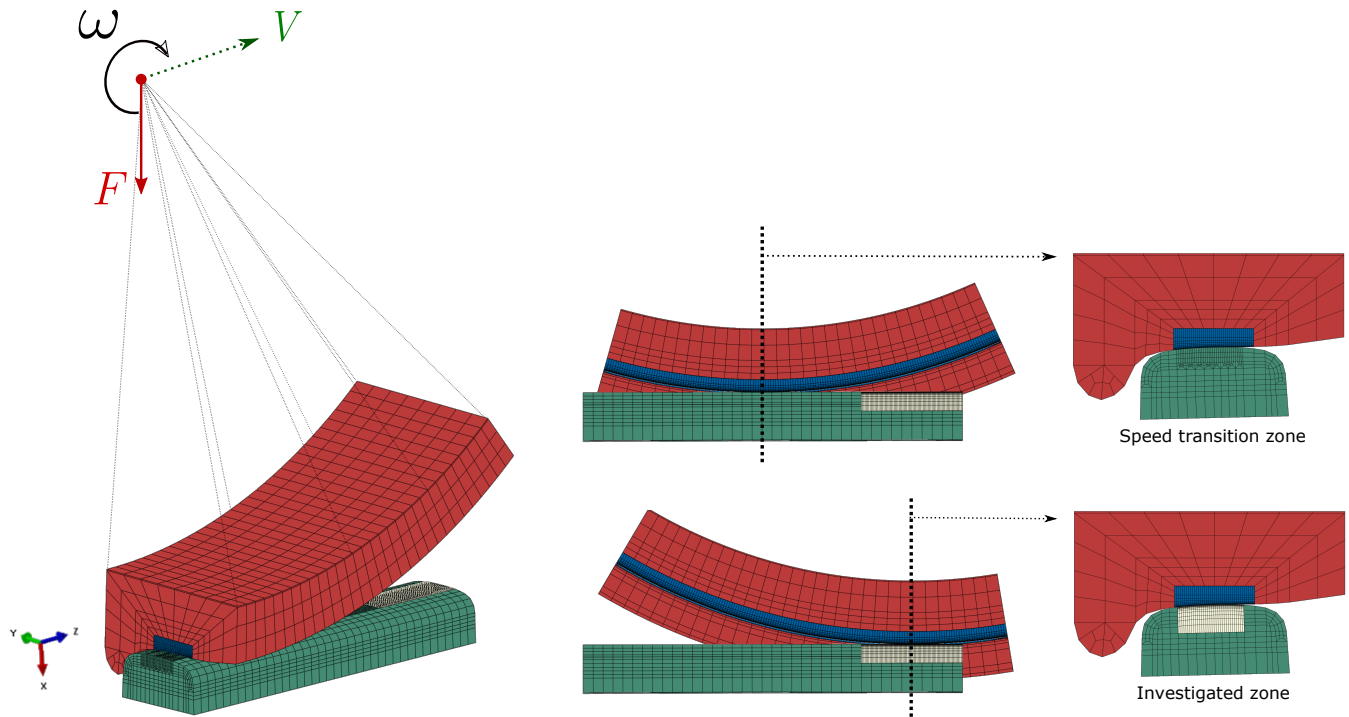 ω
V
F
Y
Z
X
Speed transition zone
Investigated zone